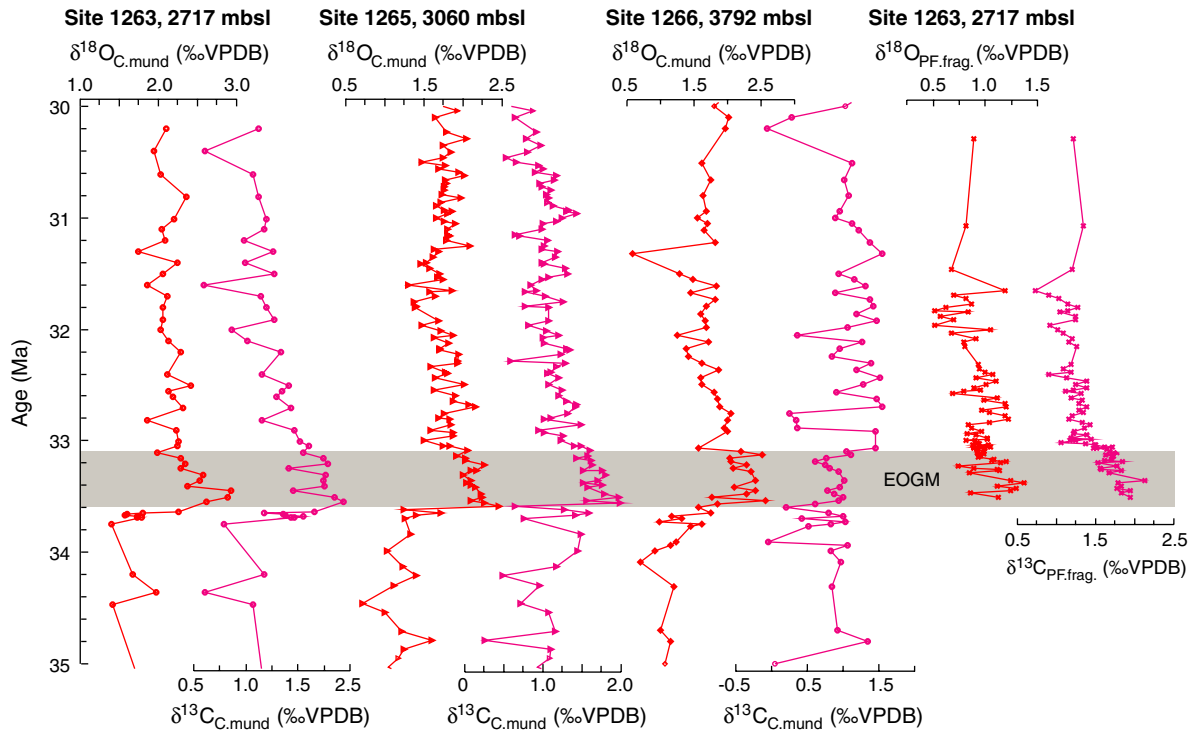 Site 1263, 2717 mbsl Site 1265, 3060 mbsl Site 1266, 3792 mbsl Site 1263, 2717 mbsl
δ18OC.mund (‰VPDB) δ18OC.mund (‰VPDB) δ18OC.mund (‰VPDB) δ18OPF.frag. (‰VPDB)
1.0 2.0 3.0 0.5 1.5 2.5 0.5 1.5 2.5 0.5 1.0 1.5
30
31
32
33
34
35
Age (Ma)
EOGM
0.5 1.5 2.5
δ13CPF.frag. (‰VPDB)
0.5 1.0 1.5 2.5 0 1.0 2.0 -0.5 0.5 1.5
δ13CC.mund (‰VPDB) δ13CC.mund (‰VPDB) δ13CC.mund (‰VPDB)